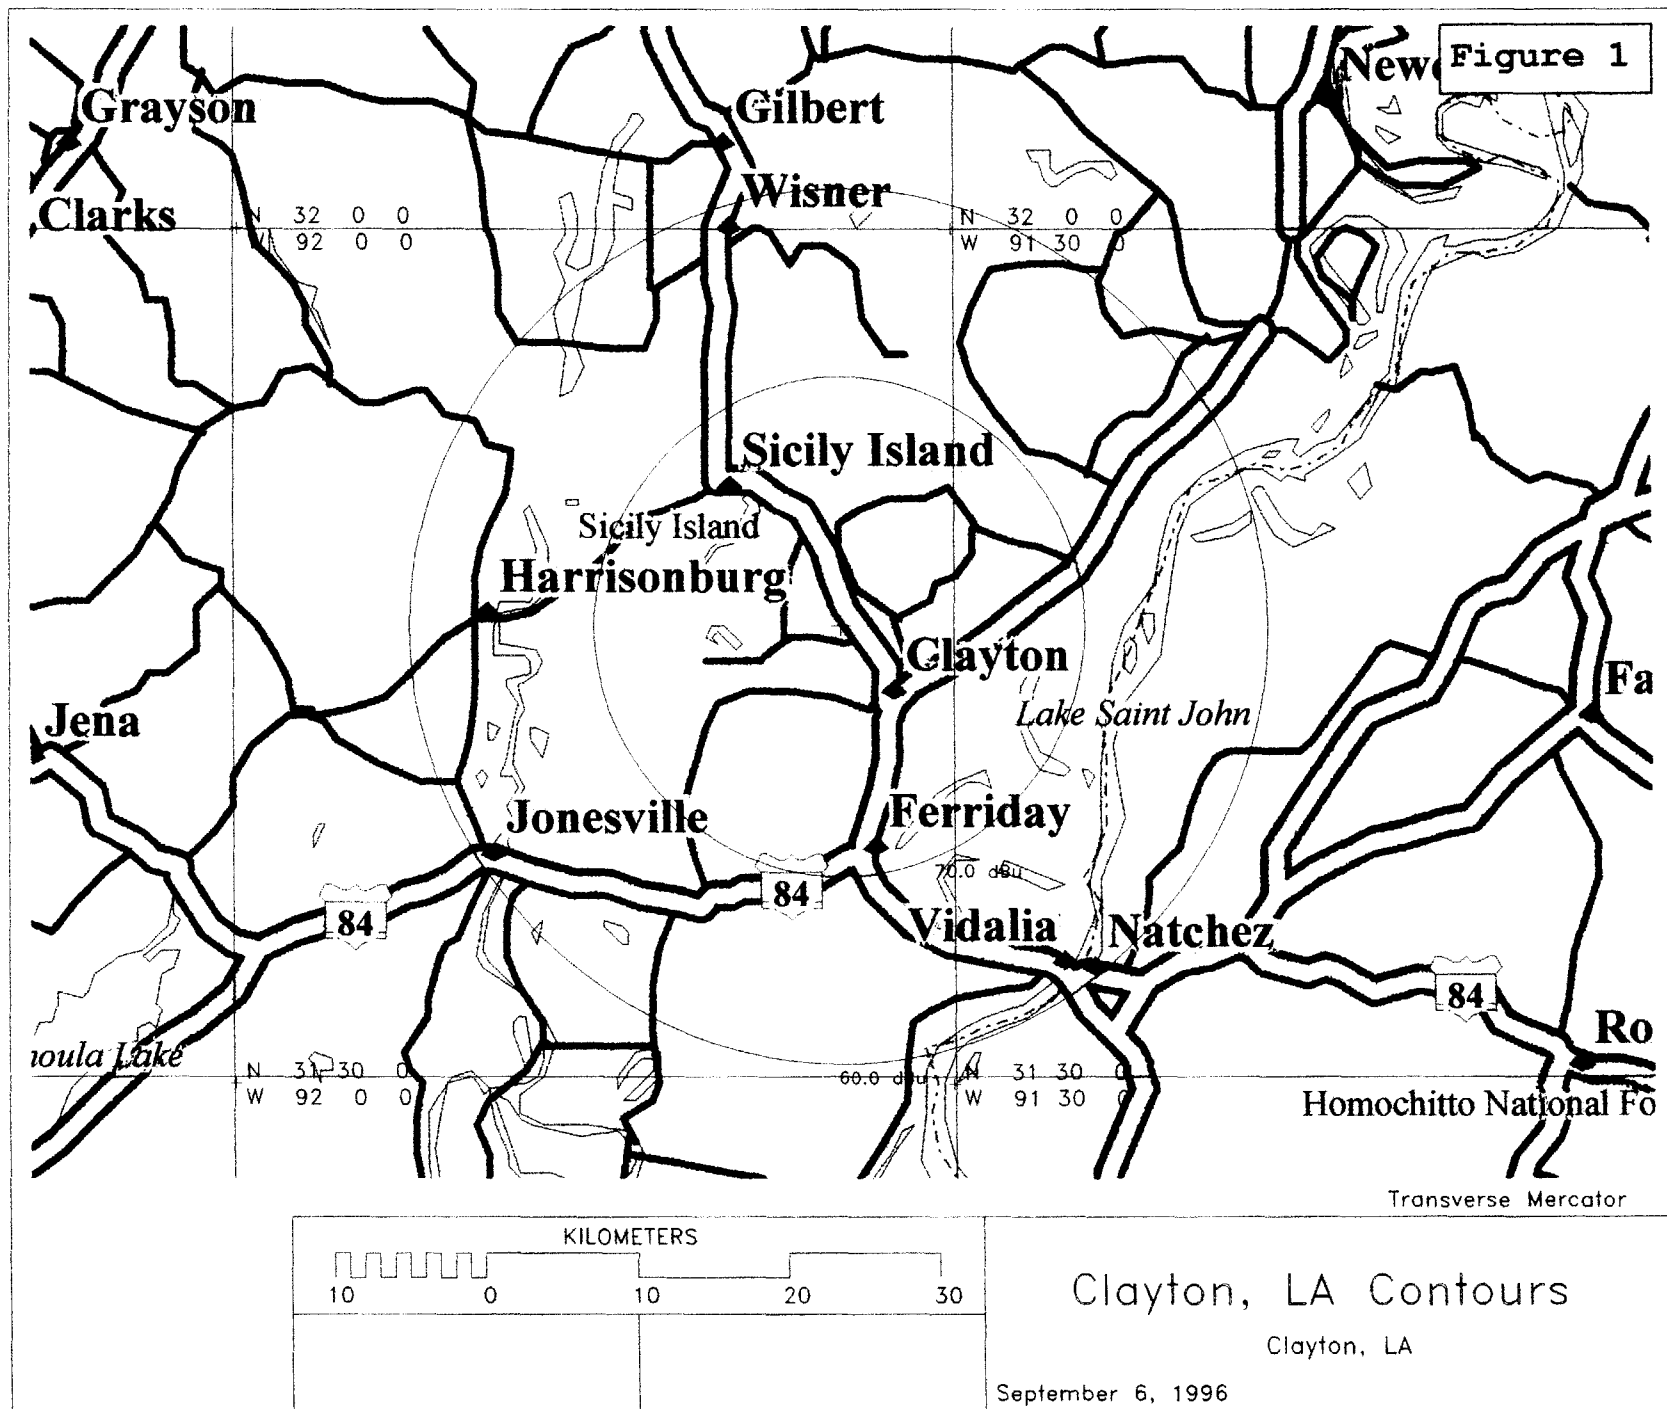 Figure 1
Newe
Grayson
Gilbert
Wisner
Clarks
N 32 0 0
W 92 0 0
N 32 0 0
W 91 30 0
Sicily Island
Sicily Island
Harrisonburg
Clayton
Fa
Lake Saint John
Jena
Jonesville
Ferriday
70.0 dBu
84
84
Vidalia
Natchez
84
Ro
houla Lake
N 31 30 0
W 92 0 0
60.0 dBu
N 31 30 0
W 91 30 0
Homochitto National Fo
Transverse Mercator
KILOMETERS
10 0 10 20 30
Clayton, LA Contours
Clayton, LA
September 6, 1996